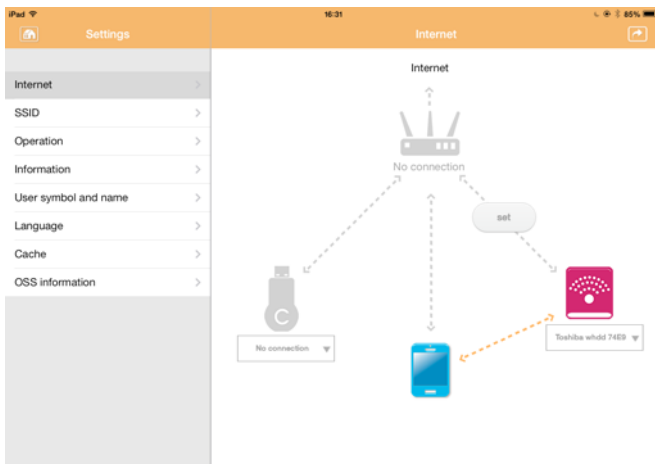 iPad 16:31 85%
Settings
Internet
Internet
SSID
Operation
Information
User symbol and name
Language
Cache
OSS information
Internet
No connection
set
C
No connection
Toshiba whdd 74E9